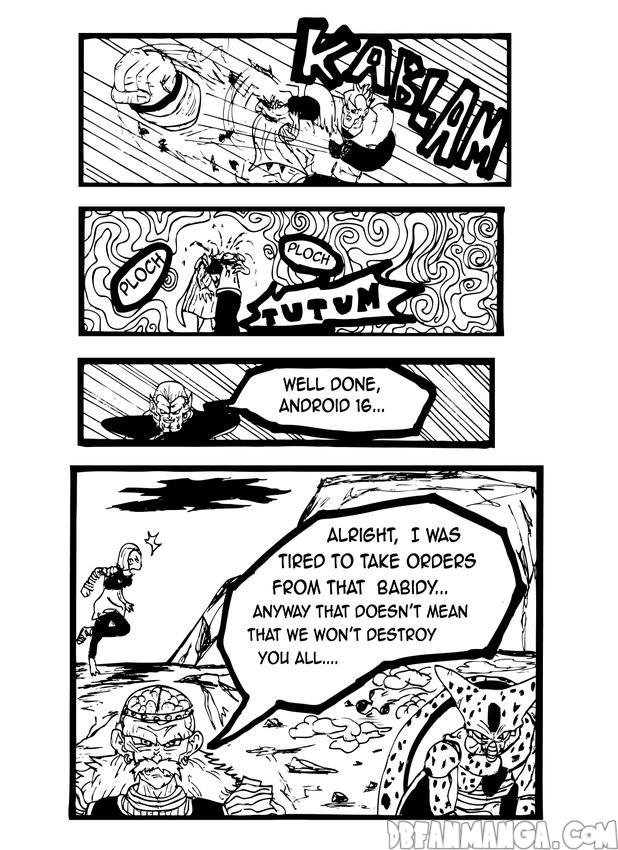 KABLAM
PLOCH
PLOCH
TUTUM
WELL DONE,
ANDROID 16...
ALRIGHT, I WAS
TIRED TO TAKE ORDERS
FROM THAT BABIDY...
ANYWAY THAT DOESN'T MEAN
THAT WE WON'T DESTROY
YOU ALL....
DBFANMANGA.COM